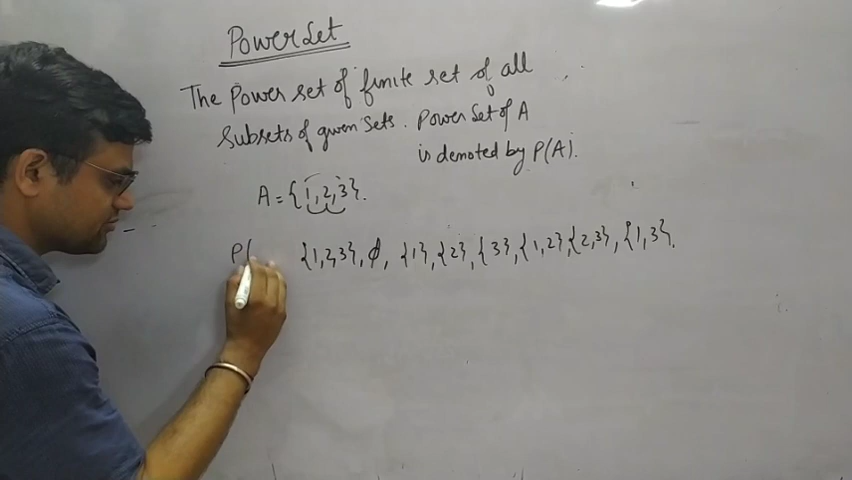 Power Set
The Power set of finite set of all
Subsets of given sets. Power Set of A
is denoted by P(A).
A = {1,2,3}.
P( {1,2,3}, ϕ, {1}, {2}, {3}, {1,2}{2,3}, {1,3}.